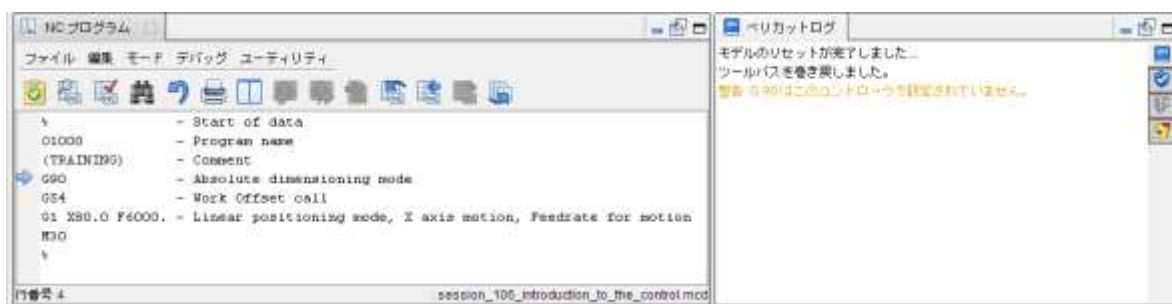 NC プログラム
ファイル 編集 モード デバッグ ユーティリティ
% - Start of data
O1000 - Program name
(TRAINING) - Comment
G90 - Absolute dimensioning mode
G54 - Work Offset call
G1 X80.0 F6000. - Linear positioning mode, X axis motion, Feedrate for motion
M30
%
行番号 4 session_106_introduction_to_the_control.mcd
ベリカットログ
モデルのリセットが完了しました...
ツールパスを巻き戻しました。
警告: G 90はこのコントローラで設定されていません。